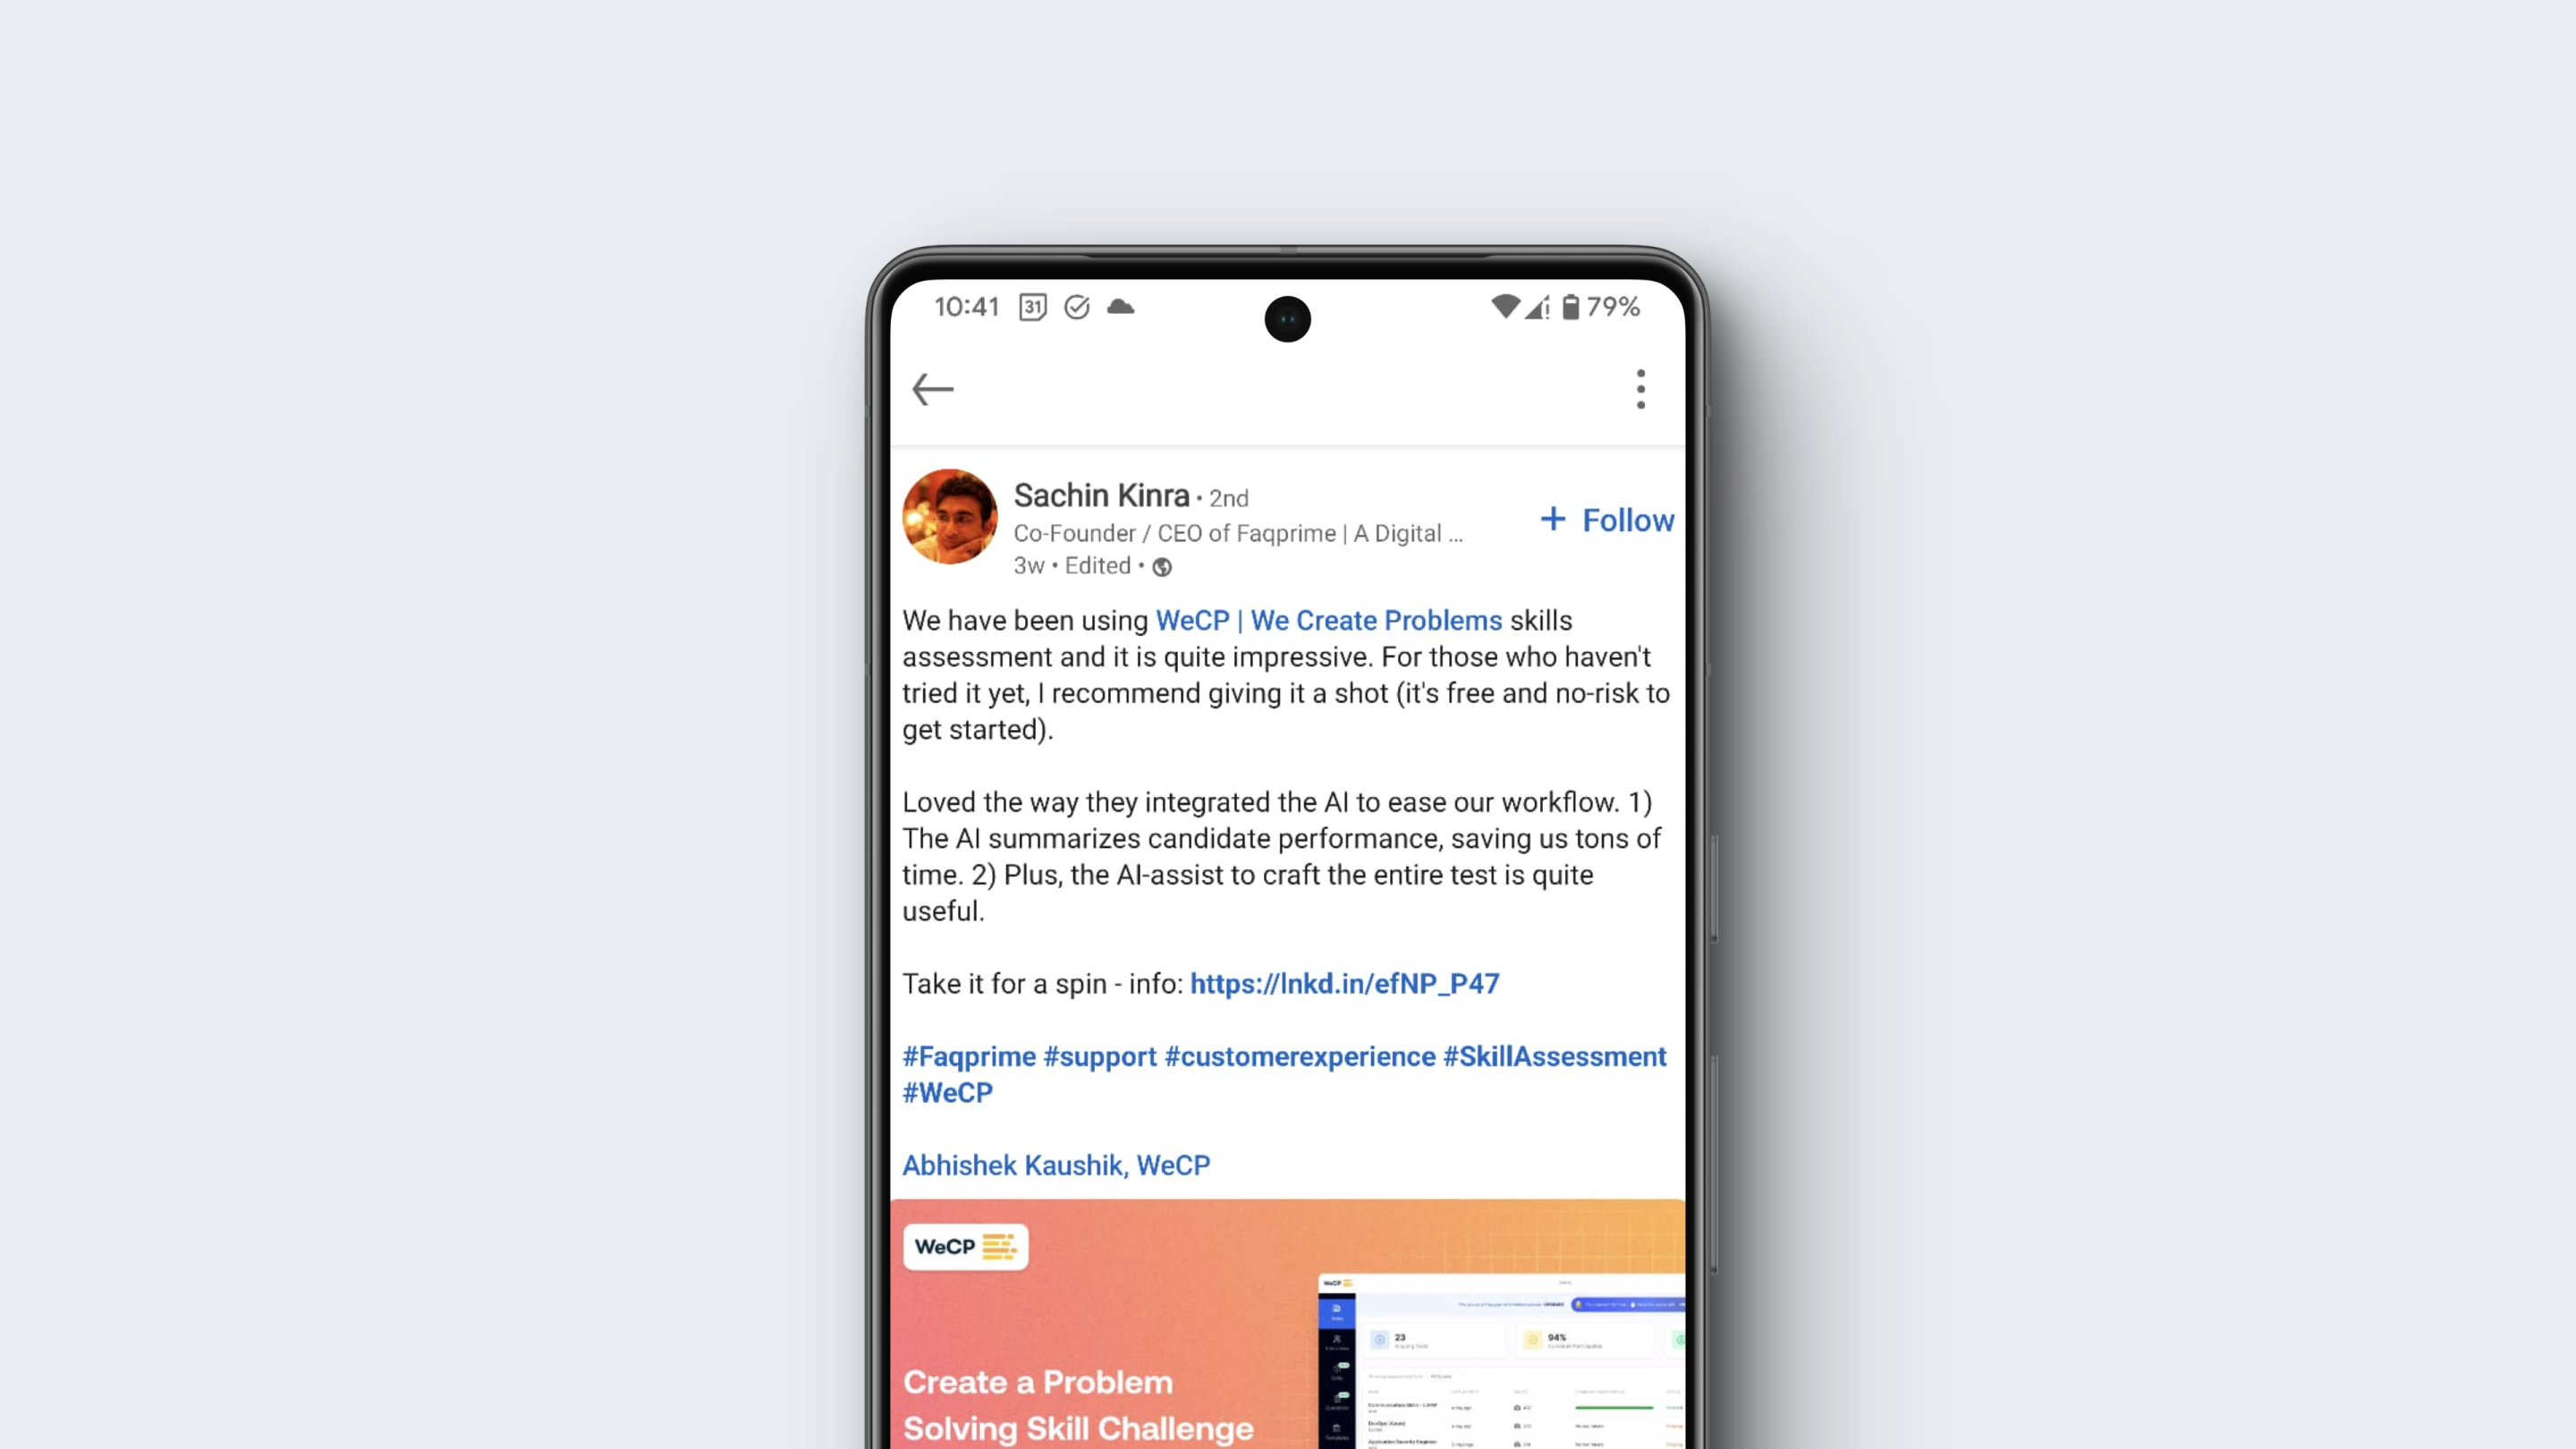 10:41 31 79%
Sachin Kinra • 2nd
Co-Founder / CEO of Faqprime | A Digital ...
+ Follow
3w • Edited •
We have been using WeCP | We Create Problems skills
assessment and it is quite impressive. For those who haven't
tried it yet, I recommend giving it a shot (it's free and no-risk to
get started).
Loved the way they integrated the AI to ease our workflow. 1)
The AI summarizes candidate performance, saving us tons of
time. 2) Plus, the AI-assist to craft the entire test is quite
useful.
Take it for a spin - info: https://lnkd.in/efNP_P47
#Faqprime #support #customerexperience #SkillAssessment
#WeCP
Abhishek Kaushik, WeCP
WeCP
Create a Problem
Solving Skill Challenge
WeCP
UPGRADE
23
94%
Ongoing Tests